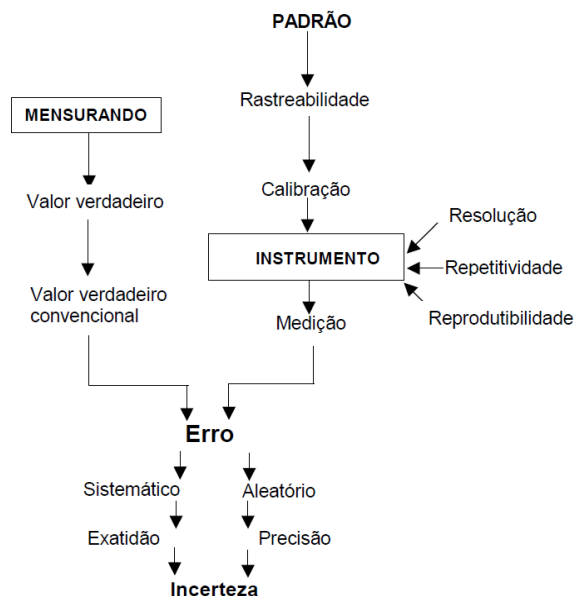 PADRÃO
Rastreabilidade
MENSURANDO
Calibração
Valor verdadeiro
Resolução
INSTRUMENTO
Repetitividade
Valor verdadeiro
convencional
Medição
Reprodutibilidade
Erro
Sistemático
Aleatório
Exatidão
Precisão
Incerteza